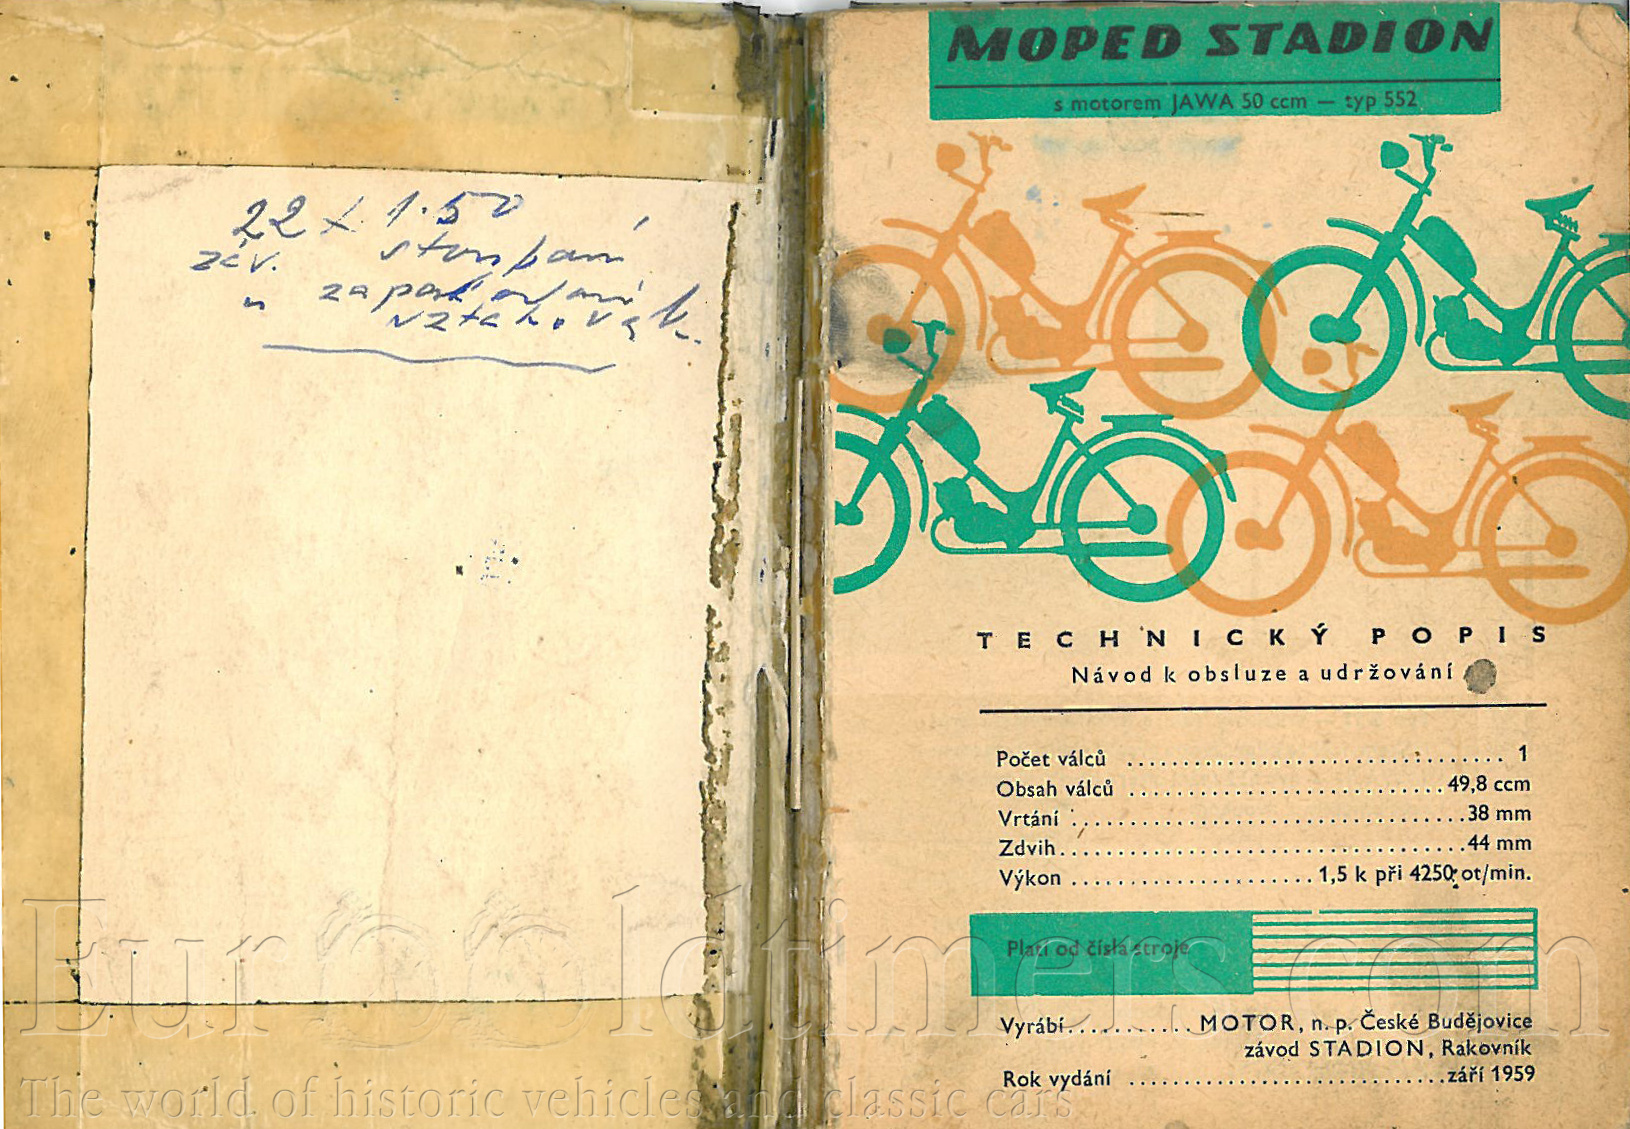 22 x 1.50
záv. stoupání
u zapalování
MOPED STADION
s motorem JAWA 50 ccm — typ 552
TECHNICKÝ POPIS
Návod k obsluze a udržování
Počet válců .................................. 1
Obsah válců ............................ 49,8 ccm
Vrtání ................................... 38 mm
Zdvih..................................... 44 mm
Výkon ...................... 1,5 k při 4250 ot/min.
Platí od čísla stroje
Vyrábí........... MOTOR, n. p. České Budějovice
závod STADION, Rakovník
Rok vydání ............................. září 1959
Eurooldtimers.com
The world of historic vehicles and classic cars